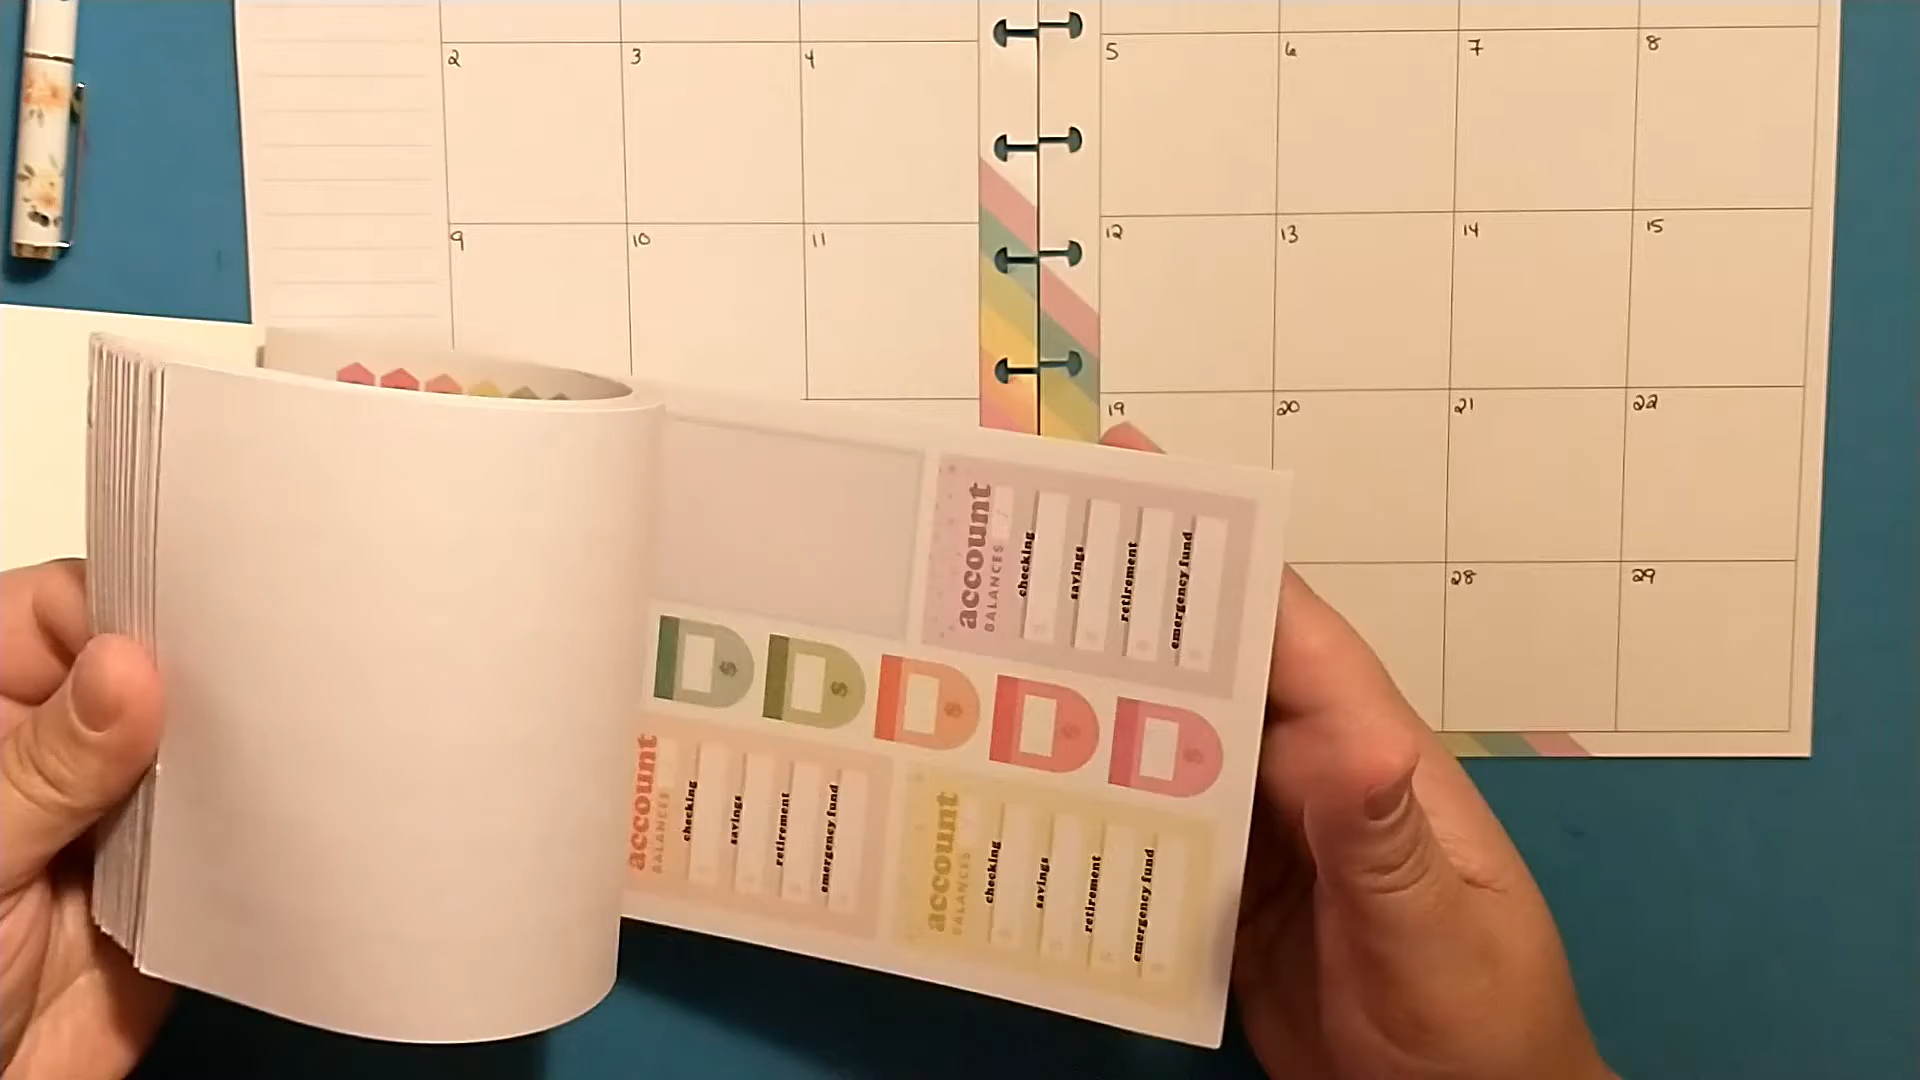 2 3 4 5 6 7 8
9 10 11 12 13 14 15
19 20 21 22
28 29
account
BALANCES
checking
savings
retirement
emergency fund
$ $ $ $ $
account
BALANCES
checking
savings
retirement
emergency fund
account
BALANCES
checking
savings
retirement
emergency fund